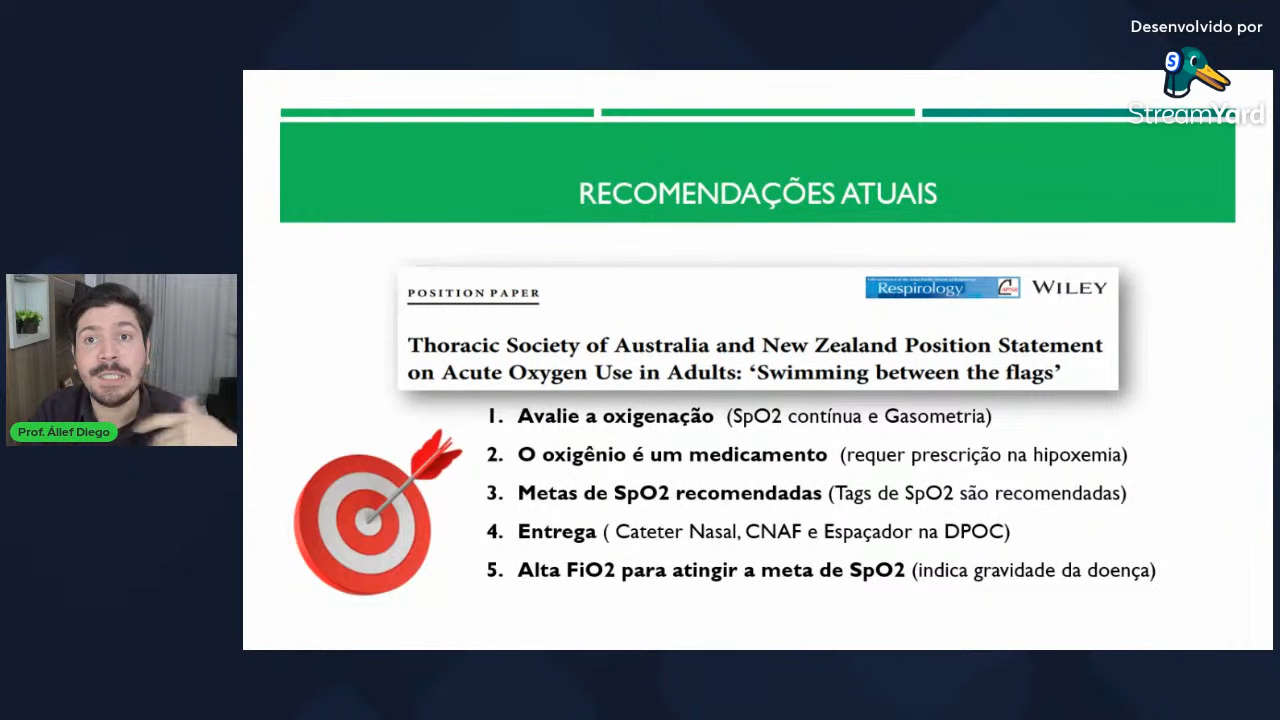 Desenvolvido por
StreamYard
RECOMENDAÇÕES ATUAIS
POSITION PAPER
Respirology
WILEY
Thoracic Society of Australia and New Zealand Position Statement
on Acute Oxygen Use in Adults: ‘Swimming between the flags’
1. Avalie a oxigenação (SpO2 contínua e Gasometria)
2. O oxigênio é um medicamento (requer prescrição na hipoxemia)
3. Metas de SpO2 recomendadas (Tags de SpO2 são recomendadas)
4. Entrega ( Cateter Nasal, CNAF e Espaçador na DPOC)
5. Alta FiO2 para atingir a meta de SpO2 (indica gravidade da doença)
Prof. Állef Diego